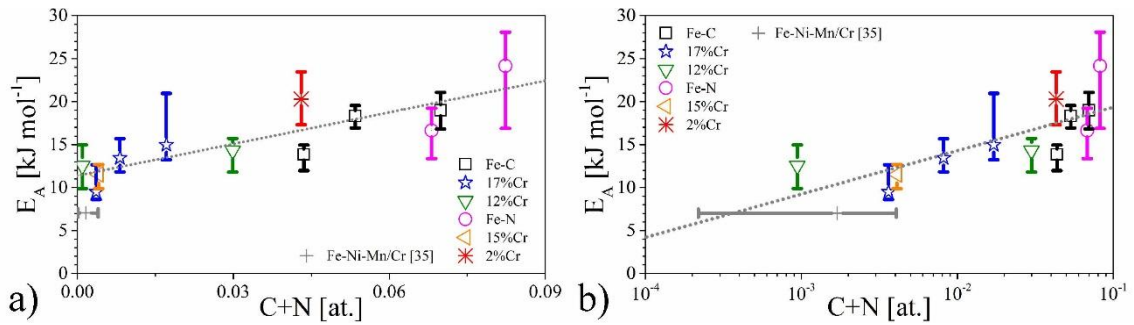 30
25
20
15
10
5
0
E_A [kJ mol⁻¹]
Fe-C
17%Cr
12%Cr
Fe-N
15%Cr
2%Cr
Fe-Ni-Mn/Cr [35]
0.00 0.03 0.06 0.09
C+N [at.]
a)
30
25
20
15
10
5
0
E_A [kJ mol⁻¹]
Fe-C Fe-Ni-Mn/Cr [35]
17%Cr
12%Cr
Fe-N
15%Cr
2%Cr
10⁻⁴ 10⁻³ 10⁻² 10⁻¹
C+N [at.]
b)